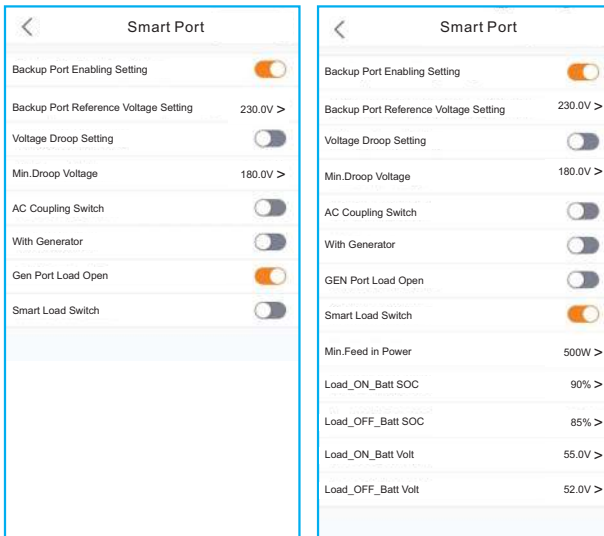 Smart Port
Backup Port Enabling Setting
Backup Port Reference Voltage Setting 230.0V >
Voltage Droop Setting
Min.Droop Voltage 180.0V >
AC Coupling Switch
With Generator
Gen Port Load Open
Smart Load Switch
Smart Port
Backup Port Enabling Setting
Backup Port Reference Voltage Setting 230.0V >
Voltage Droop Setting
Min.Droop Voltage 180.0V >
AC Coupling Switch
With Generator
GEN Port Load Open
Smart Load Switch
Min.Feed in Power 500W >
Load_ON_Batt SOC 90% >
Load_OFF_Batt SOC 85% >
Load_ON_Batt Volt 55.0V >
Load_OFF_Batt Volt 52.0V >